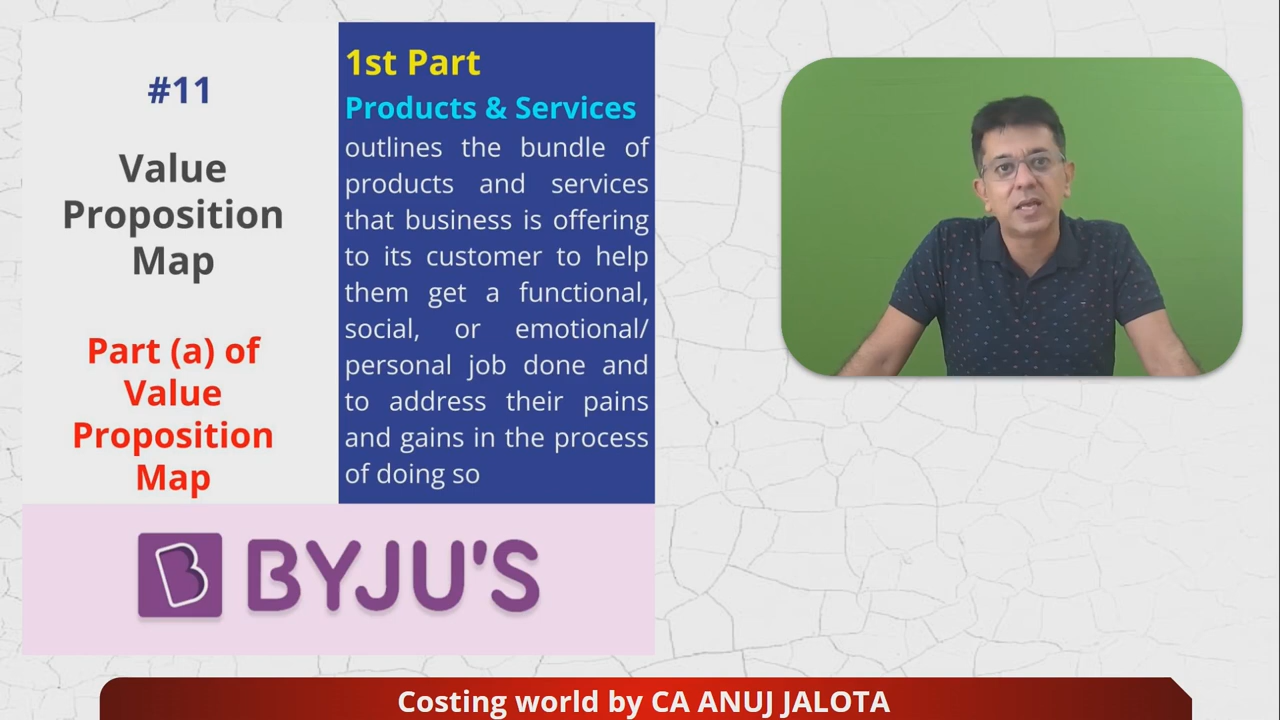 #11
Value
Proposition
Map
Part (a) of
Value
Proposition
Map
1st Part
Products & Services
outlines the bundle of
products and services
that business is offering
to its customer to help
them get a functional,
social, or emotional/
personal job done and
to address their pains
and gains in the process
of doing so
BYJU'S
Costing world by CA ANUJ JALOTA